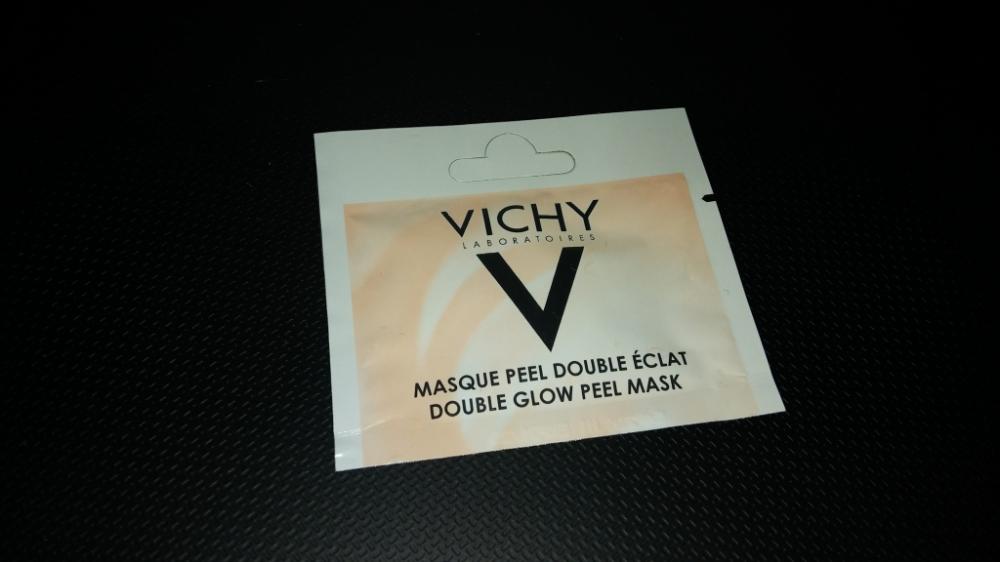 VICHY
LABORATOIRES
V
MASQUE PEEL DOUBLE ÉCLAT
DOUBLE GLOW PEEL MASK